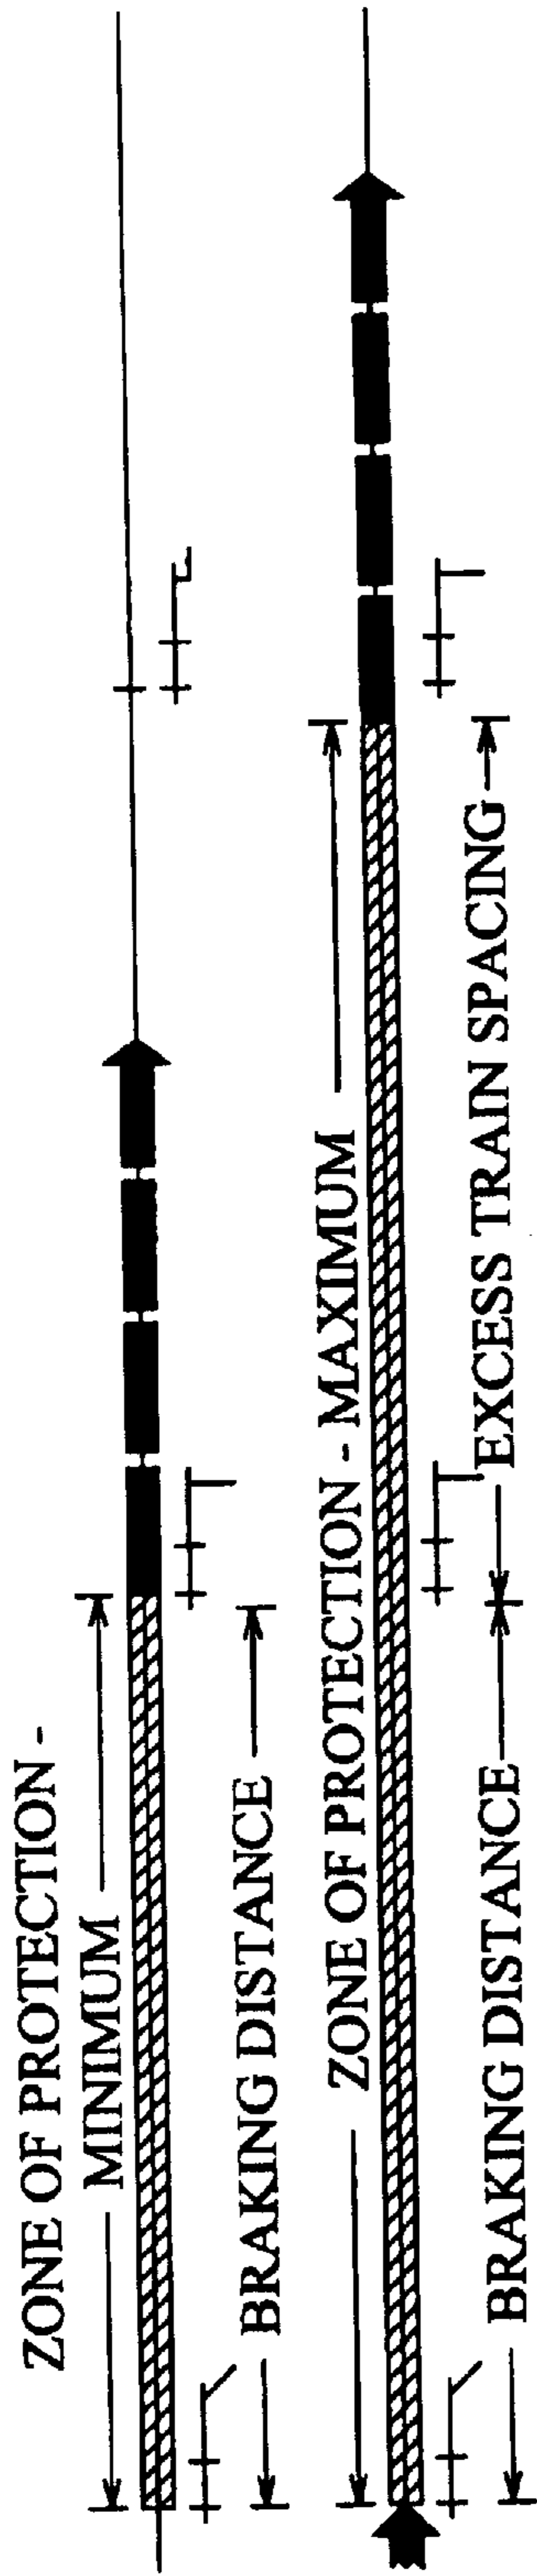 ZONE OF PROTECTION -
MINIMUM
BRAKING DISTANCE
ZONE OF PROTECTION - MAXIMUM
BRAKING DISTANCE
EXCESS TRAIN SPACING